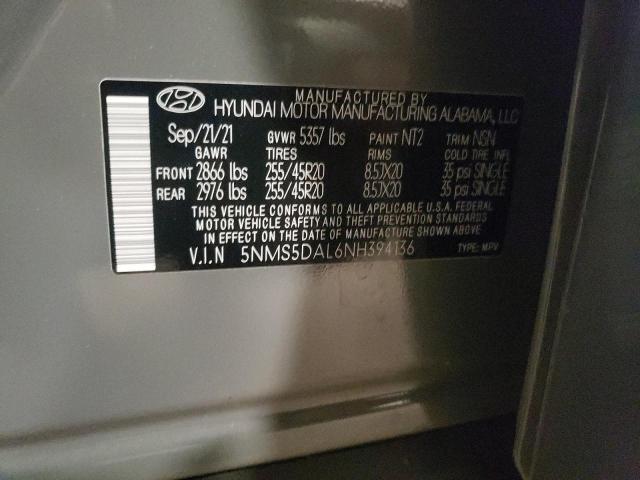 MANUFACTURED BY
HYUNDAI MOTOR MANUFACTURING ALABAMA, LLC
Sep/21/21 GVWR 5357 lbs PAINT NT2 TRIM NSN
GAWR TIRES RIMS COLD TIRE INFL
FRONT 2866 lbs 255/45R20 8.5JX20 35 psi SINGLE
REAR 2976 lbs 255/45R20 8.5JX20 35 psi SINGLE
THIS VEHICLE CONFORMS TO ALL APPLICABLE U.S.A. FEDERAL
MOTOR VEHICLE SAFETY AND THEFT PREVENTION STANDARDS
IN EFFECT ON THE DATE OF MANUFACTURE SHOWN ABOVE
V.I.N 5NMS5DAL6NH394136 TYPE: MPV